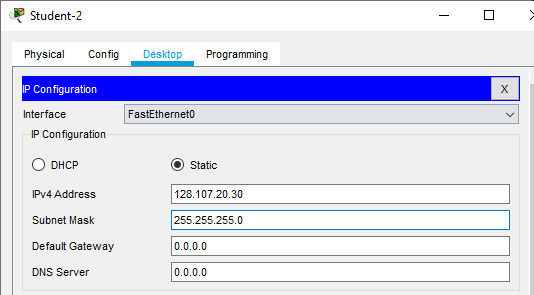 Student-2
Physical Config Desktop Programming
IP Configuration X
Interface FastEthernet0
IP Configuration
DHCP Static
IPv4 Address 128.107.20.30
Subnet Mask 255.255.255.0
Default Gateway 0.0.0.0
DNS Server 0.0.0.0